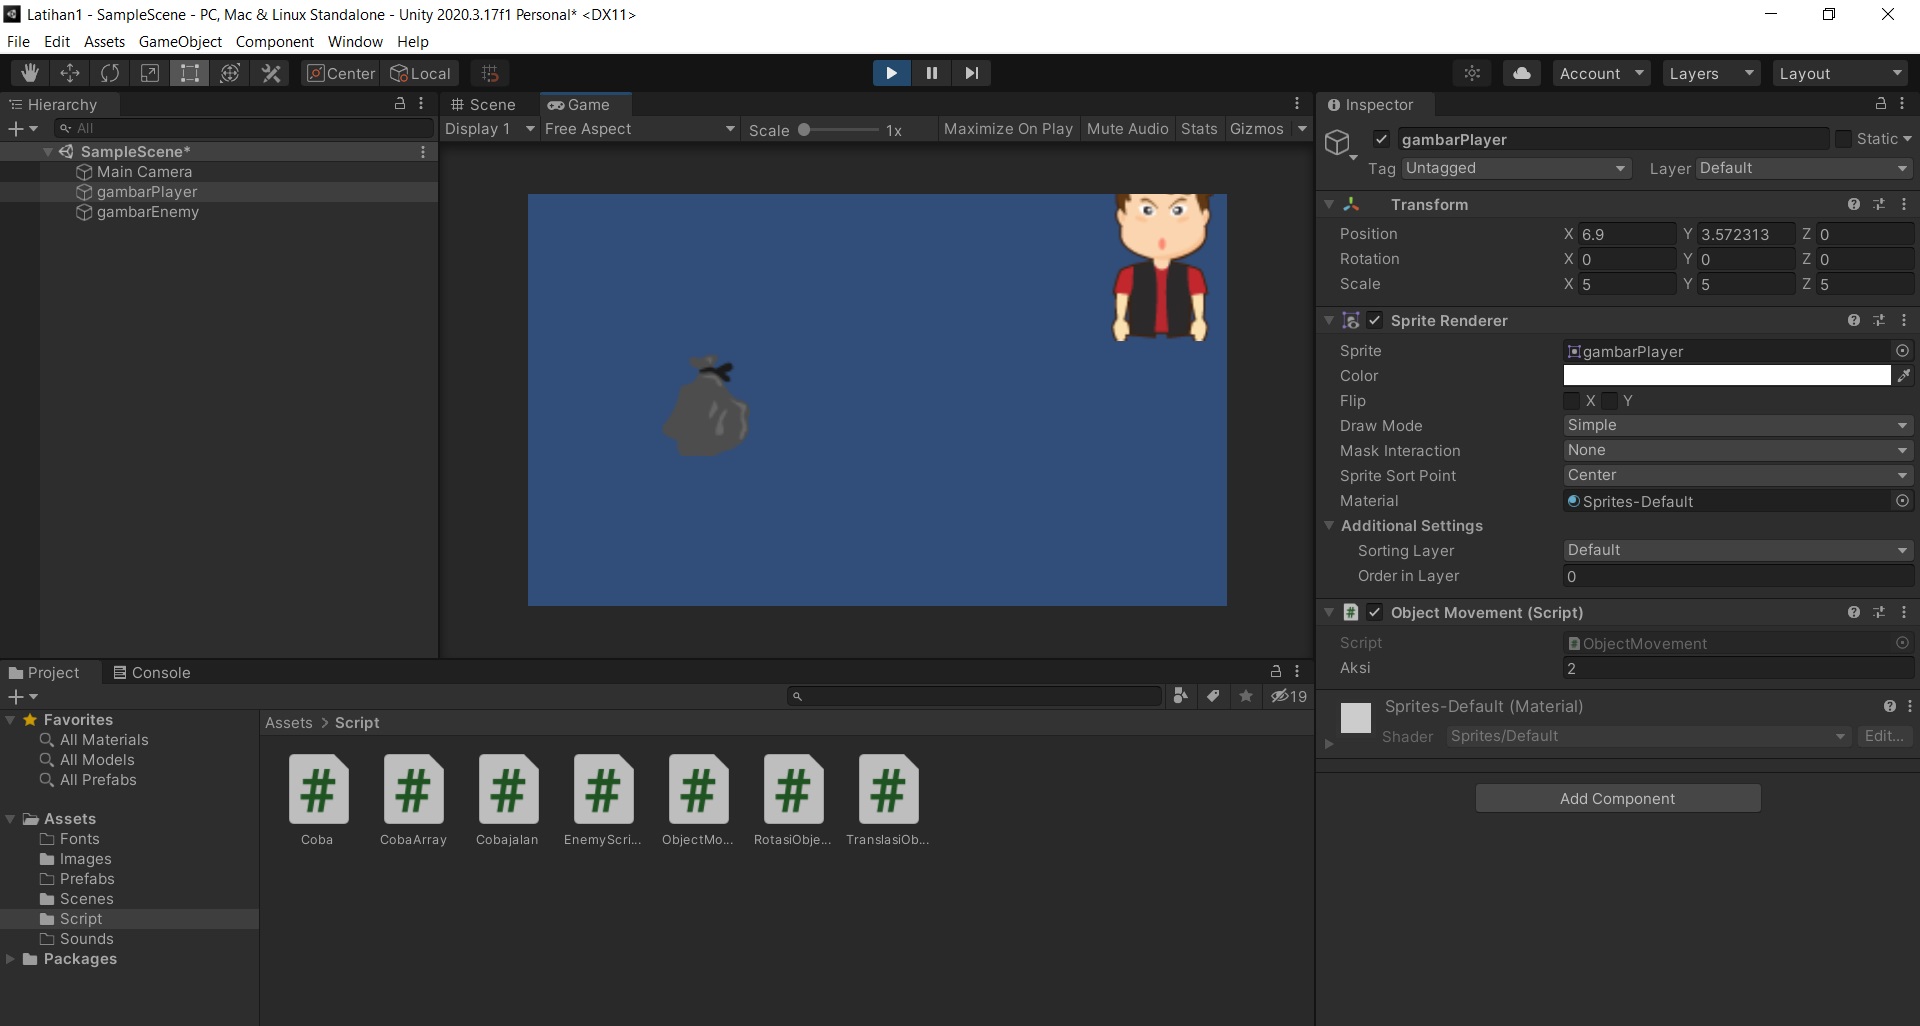 Latihan1 - SampleScene - PC, Mac & Linux Standalone - Unity 2020.3.17f1 Personal* <DX11>
File Edit Assets GameObject Component Window Help
Center Local Account Layers Layout
Hierarchy
All
SampleScene*
Main Camera
gambarPlayer
gambarEnemy
Scene Game
Display 1 Free Aspect Scale 1x Maximize On Play Mute Audio Stats Gizmos
Inspector
gambarPlayer Static
Tag Untagged Layer Default
Transform
Position X 6.9 Y 3.572313 Z 0
Rotation X 0 Y 0 Z 0
Scale X 5 Y 5 Z 5
Sprite Renderer
Sprite gambarPlayer
Color
Flip X Y
Draw Mode Simple
Mask Interaction None
Sprite Sort Point Center
Material Sprites-Default
Additional Settings
Sorting Layer Default
Order in Layer 0
Object Movement (Script)
Script ObjectMovement
Aksi 2
Sprites-Default (Material)
Shader Sprites/Default Edit...
Add Component
Project Console
19
Favorites
All Materials
All Models
All Prefabs
Assets
Fonts
Images
Prefabs
Scenes
Script
Sounds
Packages
Assets > Script
Coba CobaArray Cobajalan EnemyScri... ObjectMo... RotasiObje... TranslasiOb...